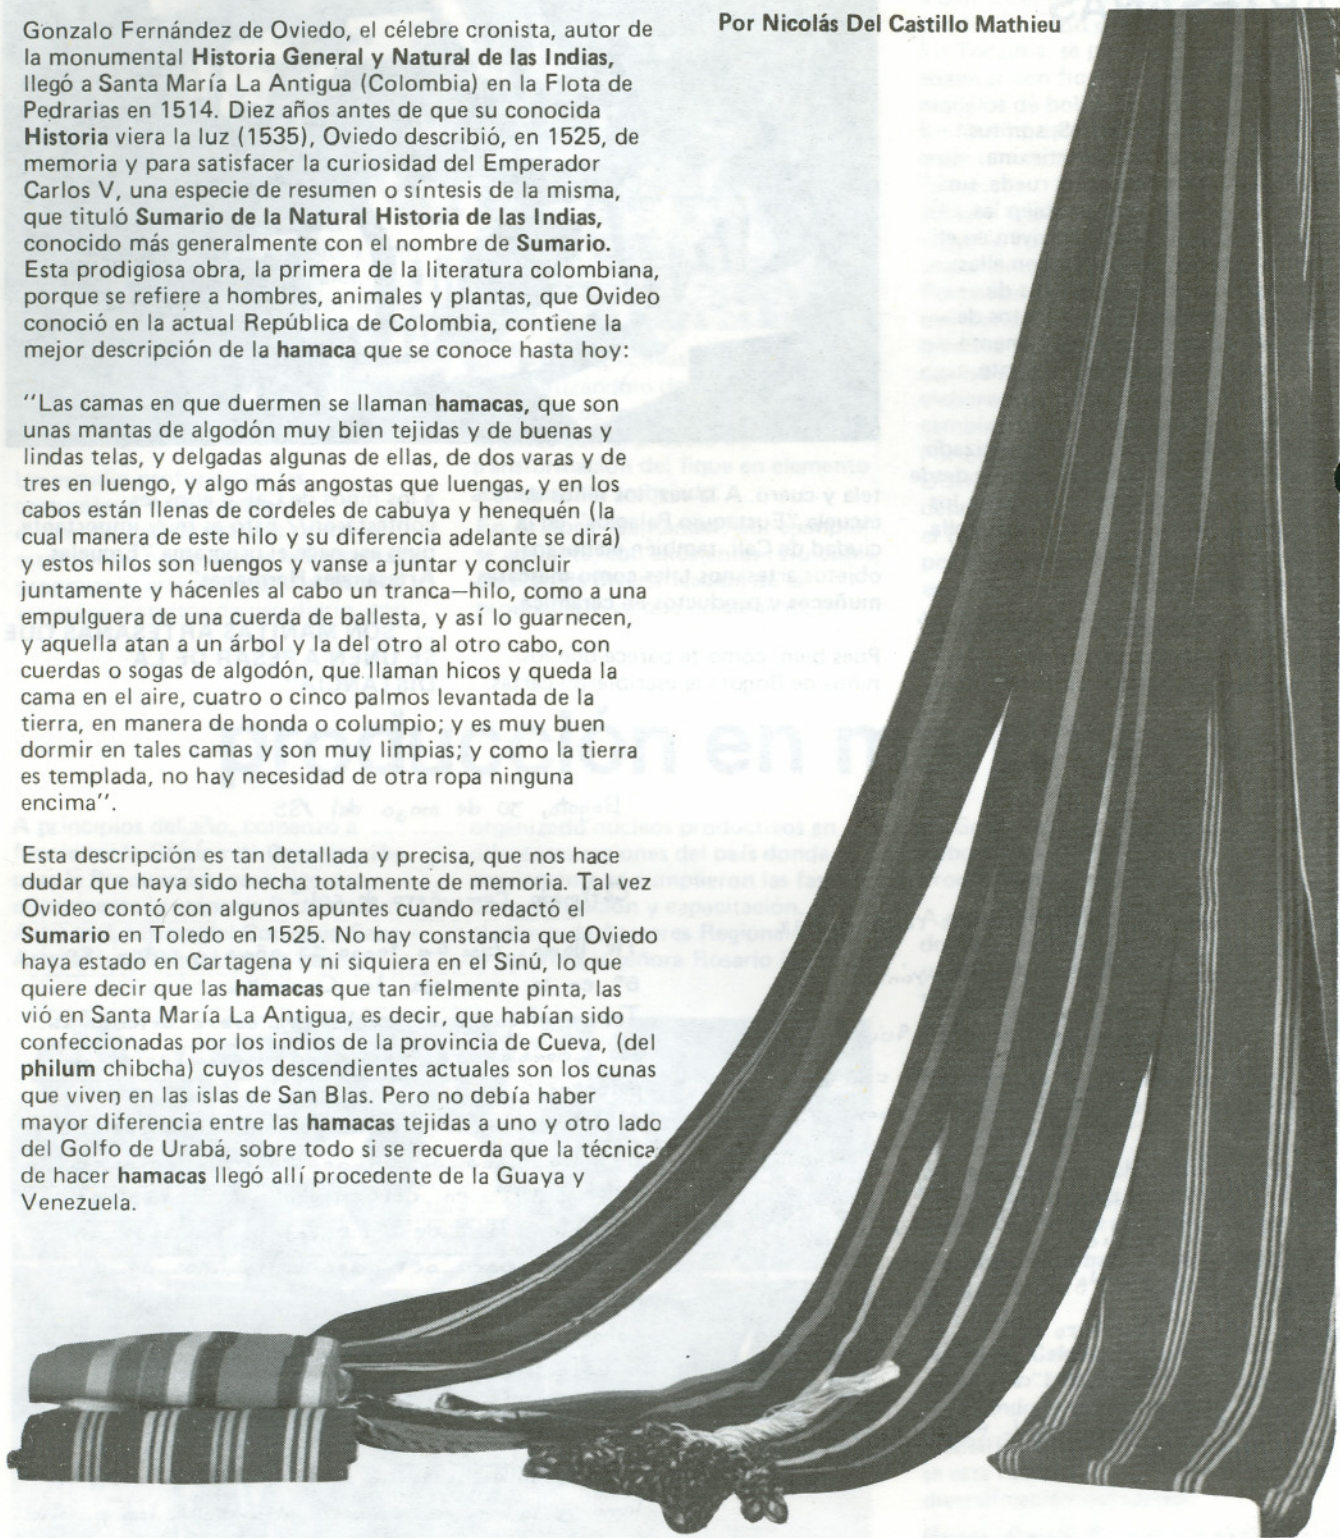 Por Nicolás Del Castillo Mathieu
Gonzalo Fernández de Oviedo, el célebre cronista, autor de
la monumental Historia General y Natural de las Indias,
llegó a Santa María La Antigua (Colombia) en la Flota de
Pedrarias en 1514. Diez años antes de que su conocida
Historia viera la luz (1535), Oviedo describió, en 1525, de
memoria y para satisfacer la curiosidad del Emperador
Carlos V, una especie de resumen o síntesis de la misma,
que tituló Sumario de la Natural Historia de las Indias,
conocido más generalmente con el nombre de Sumario.
Esta prodigiosa obra, la primera de la literatura colombiana,
porque se refiere a hombres, animales y plantas, que Ovideo
conoció en la actual República de Colombia, contiene la
mejor descripción de la hamaca que se conoce hasta hoy:
"Las camas en que duermen se llaman hamacas, que son
unas mantas de algodón muy bien tejidas y de buenas y
lindas telas, y delgadas algunas de ellas, de dos varas y de
tres en luengo, y algo más angostas que luengas, y en los
cabos están llenas de cordeles de cabuya y henequén (la
cual manera de este hilo y su diferencia adelante se dirá)
y estos hilos son luengos y vanse a juntar y concluir
juntamente y hácenles al cabo un tranca—hilo, como a una
empulguera de una cuerda de ballesta, y así lo guarnecen,
y aquella atan a un árbol y la del otro al otro cabo, con
cuerdas o sogas de algodón, que llaman hicos y queda la
cama en el aire, cuatro o cinco palmos levantada de la
tierra, en manera de honda o columpio; y es muy buen
dormir en tales camas y son muy limpias; y como la tierra
es templada, no hay necesidad de otra ropa ninguna
encima".
Esta descripción es tan detallada y precisa, que nos hace
dudar que haya sido hecha totalmente de memoria. Tal vez
Ovideo contó con algunos apuntes cuando redactó el
Sumario en Toledo en 1525. No hay constancia que Oviedo
haya estado en Cartagena y ni siquiera en el Sinú, lo que
quiere decir que las hamacas que tan fielmente pinta, las
vió en Santa María La Antigua, es decir, que habían sido
confeccionadas por los indios de la provincia de Cueva, (del
philum chibcha) cuyos descendientes actuales son los cunas
que viven en las islas de San Blas. Pero no debía haber
mayor diferencia entre las hamacas tejidas a uno y otro lado
del Golfo de Urabá, sobre todo si se recuerda que la técnica
de hacer hamacas llegó allí procedente de la Guaya y
Venezuela.